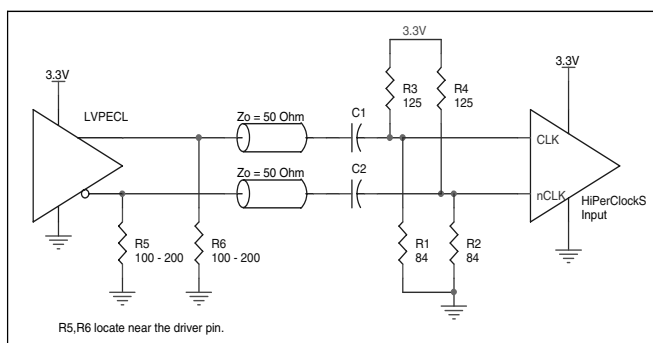 3.3V
3.3V
3.3V
LVPECL
R3
125
R4
125
Zo = 50 Ohm
C1
CLK
Zo = 50 Ohm
C2
nCLK
HiPerClockS
Input
R5
100 - 200
R6
100 - 200
R1
84
R2
84
R5,R6 locate near the driver pin.